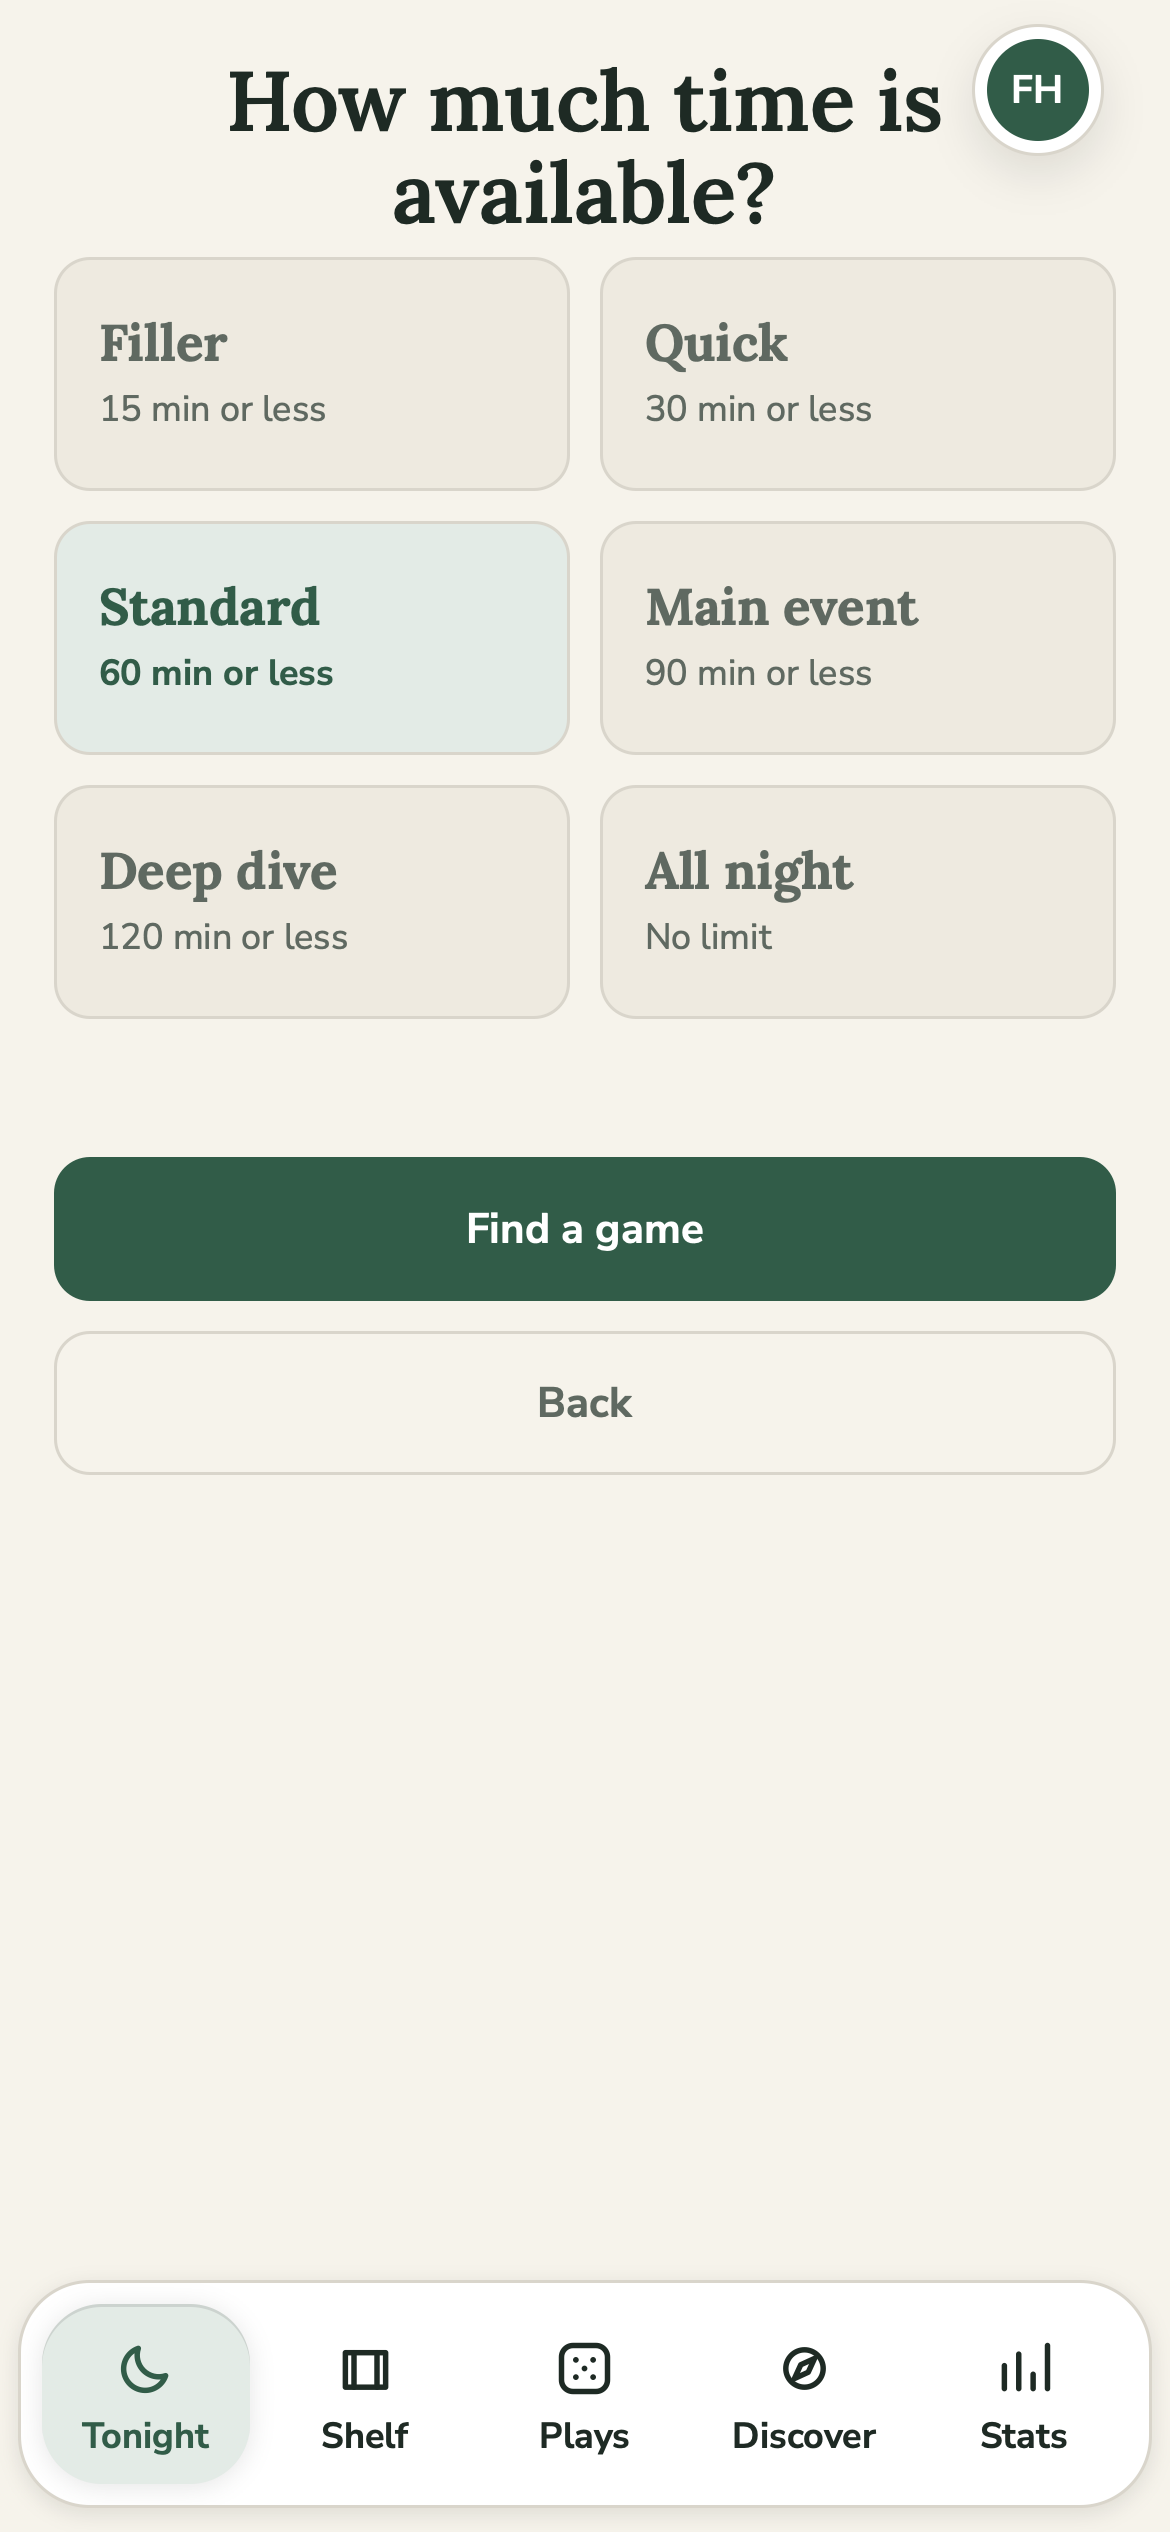 How much time is
available?
FH
Filler
15 min or less
Quick
30 min or less
Standard
60 min or less
Main event
90 min or less
Deep dive
120 min or less
All night
No limit
Find a game
Back
Tonight
Shelf
Plays
Discover
Stats